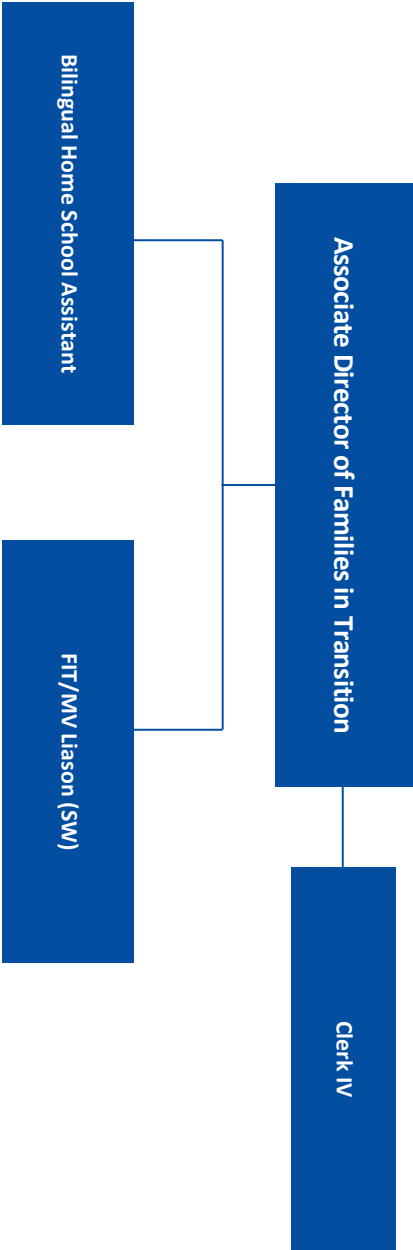 Associate Director of Families in Transition
Clerk IV
Bilingual Home School Assistant
FIT/MV Liason (SW)